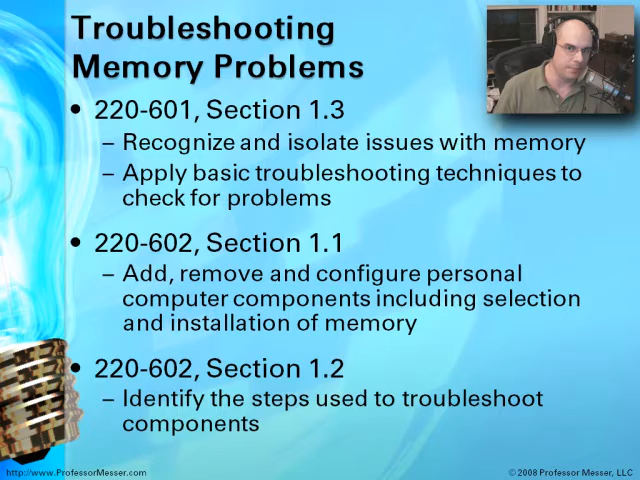 Troubleshooting
Memory Problems
• 220-601, Section 1.3
– Recognize and isolate issues with memory
– Apply basic troubleshooting techniques to
check for problems
• 220-602, Section 1.1
– Add, remove and configure personal
computer components including selection
and installation of memory
• 220-602, Section 1.2
– Identify the steps used to troubleshoot
components
http://www.ProfessorMesser.com
© 2008 Professor Messer, LLC